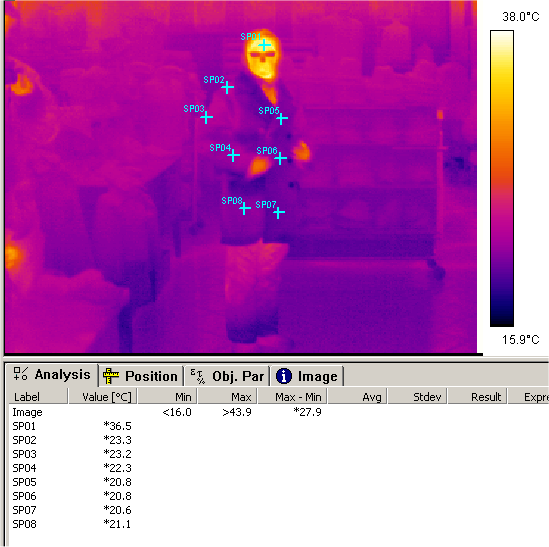 38.0°C
SP01
SP02
SP03
SP05
SP04
SP06
SP08
SP07
15.9°C
Analysis Position Obj. Par Image
Label Value [°C] Min Max Max - Min Avg Stdev Result Expre
Image <16.0 >43.9 *27.9
SP01 *36.5
SP02 *23.3
SP03 *23.2
SP04 *22.3
SP05 *20.8
SP06 *20.8
SP07 *20.6
SP08 *21.1